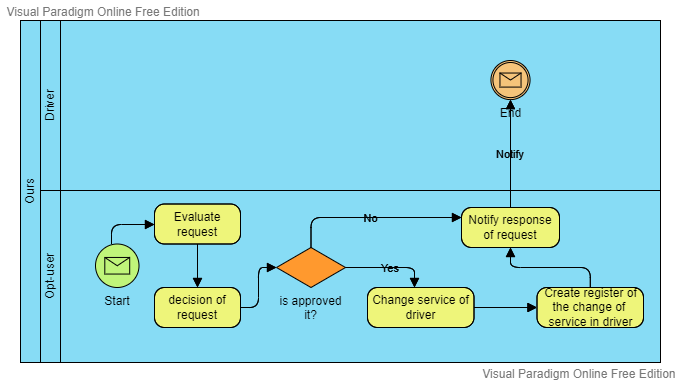 Visual Paradigm Online Free Edition
Ours
Driver
End
Notify
Opt-user
Start
Evaluate
request
decision of
request
is approved
it?
No
Yes
Notify response
of request
Change service of
driver
Create register of
the change of
service in driver
Visual Paradigm Online Free Edition